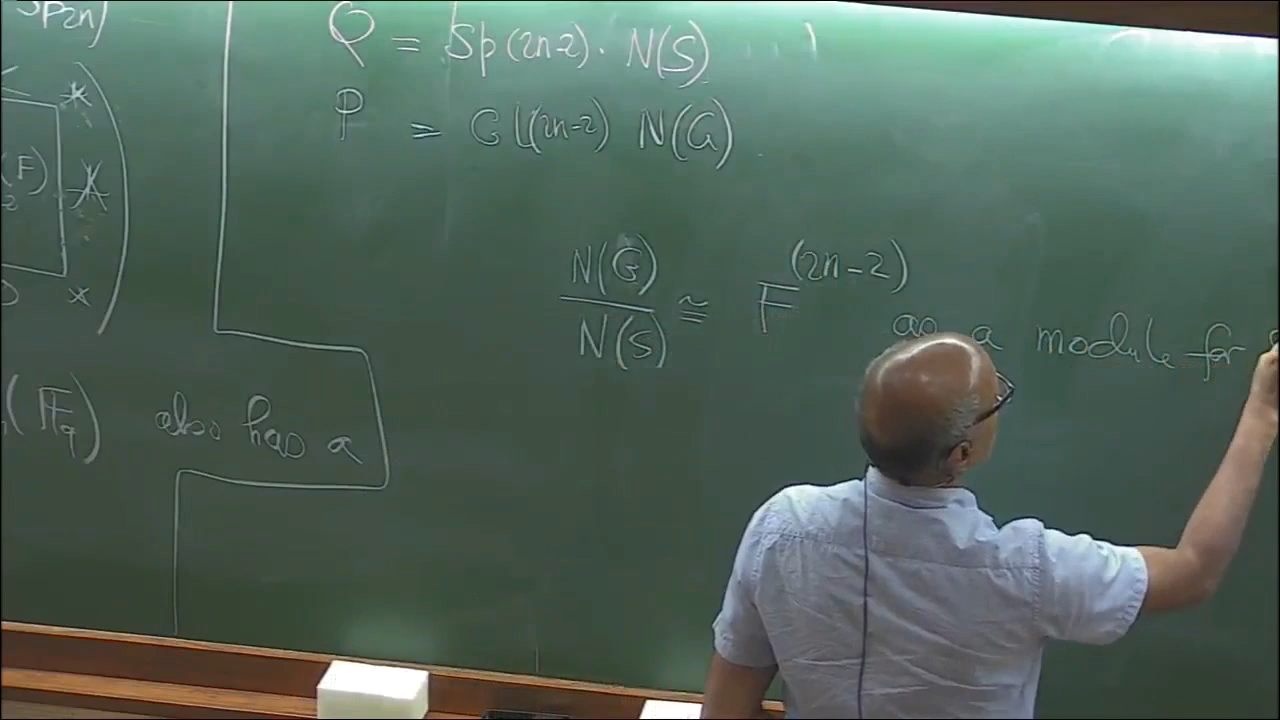 Sp2n)
Q = Sp(2n-2). N(S)
P = GL(2n-2) N(G)
*
(F) *
*
N(G) / N(S) ≅ F^(2n-2)
as a module for
(F_q) also has a